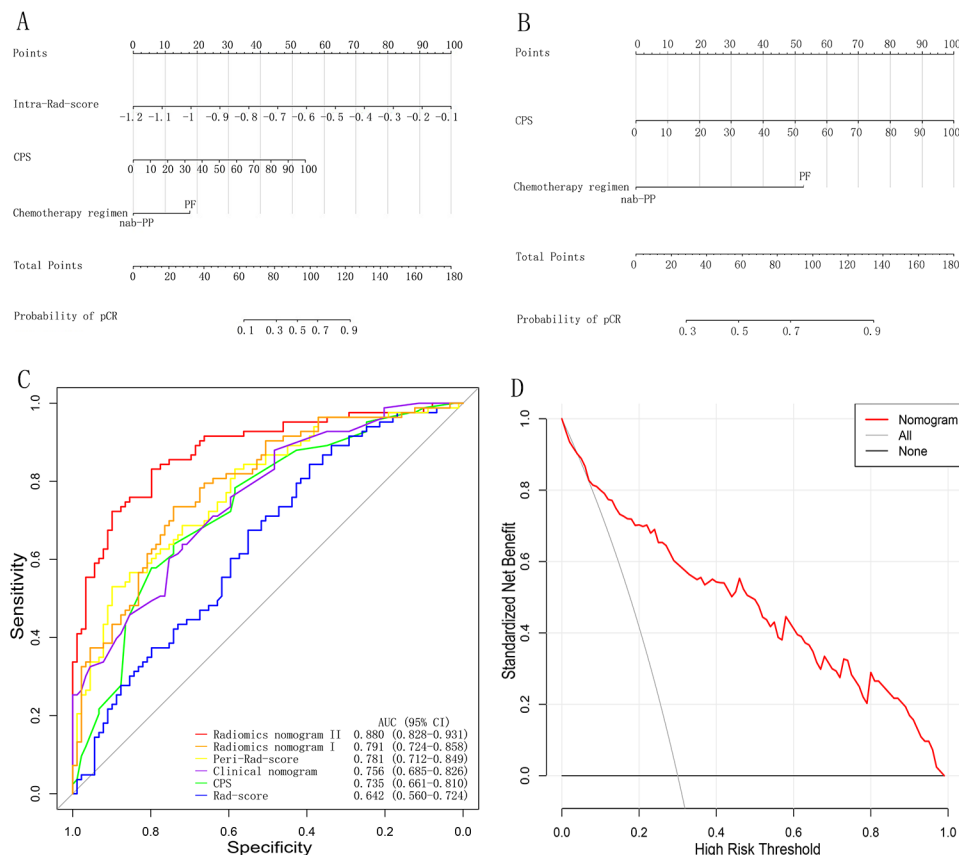 A
Points
0 10 20 30 40 50 60 70 80 90 100
Intra-Rad-score
-1.2 -1.1 -1 -0.9 -0.8 -0.7 -0.6 -0.5 -0.4 -0.3 -0.2 -0.1
CPS
0 10 20 30 40 50 60 70 80 90 100
PF
Chemotherapy regimen
nab-PP
Total Points
0 20 40 60 80 100 120 140 160 180
Probability of pCR
0.1 0.3 0.5 0.7 0.9
B
Points
0 10 20 30 40 50 60 70 80 90 100
CPS
0 10 20 30 40 50 60 70 80 90 100
PF
Chemotherapy regimen
nab-PP
Total Points
0 20 40 60 80 100 120 140 160 180
Probability of pCR
0.3 0.5 0.7 0.9
C
Sensitivity
1.0
0.8
0.6
0.4
0.2
0.0
AUC (95% CI)
Radiomics nomogram II 0.880 (0.828-0.931)
Radiomics nomogram I 0.791 (0.724-0.858)
Peri-Rad-score 0.781 (0.712-0.849)
Clinical nomogram 0.756 (0.685-0.826)
CPS 0.735 (0.661-0.810)
Rad-score 0.642 (0.560-0.724)
1.0 0.8 0.6 0.4 0.2 0.0
Specificity
D
Standardized Net Benefit
1.0
0.8
0.6
0.4
0.2
0.0
Nomogram
All
None
0.0 0.2 0.4 0.6 0.8 1.0
High Risk Threshold